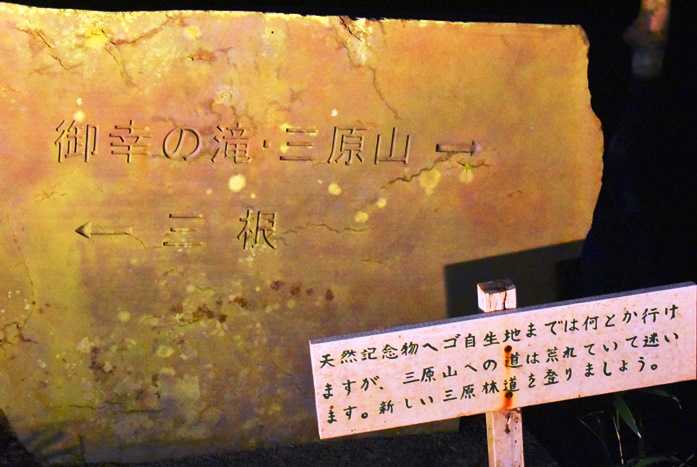 御幸の滝・三原山→
←三根
天然記念物ヘゴ自生地までは何とか行け
ますが、三原山への道は荒れていて迷い
ます。新しい三原林道を登りましょう。